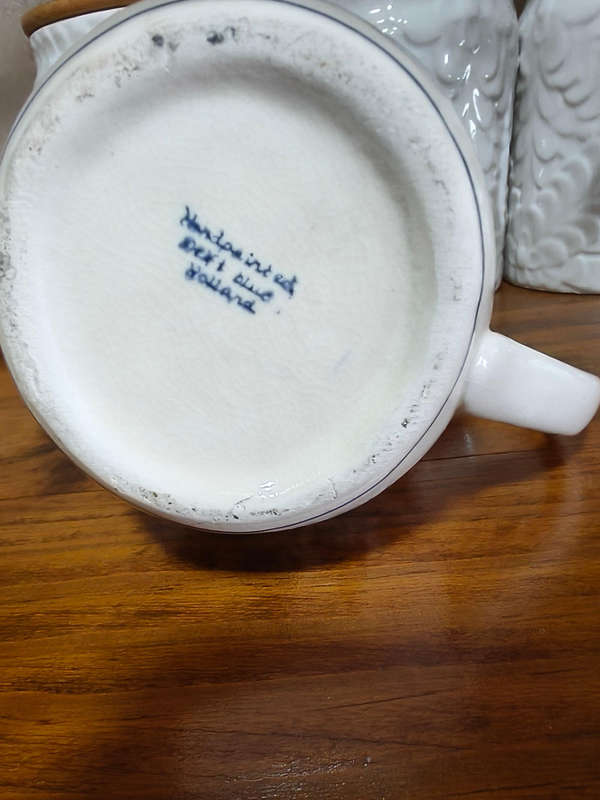 Handpainted
Delft blue
Holland